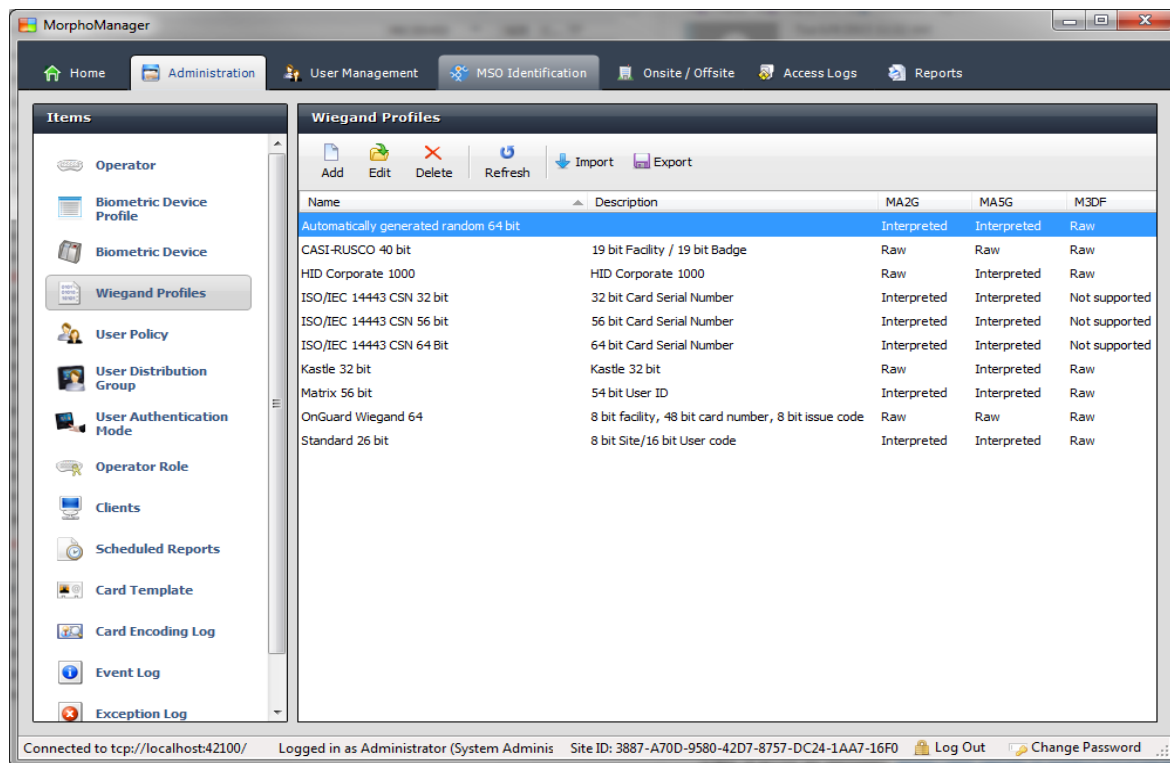 MorphoManager
Home Administration User Management MSO Identification Onsite / Offsite Access Logs Reports
Items
Operator
Biometric Device
Profile
Biometric Device
Wiegand Profiles
User Policy
User Distribution
Group
User Authentication
Mode
Operator Role
Clients
Scheduled Reports
Card Template
Card Encoding Log
Event Log
Exception Log
Wiegand Profiles
Add Edit Delete Refresh Import Export
Name Description MA2G MA5G M3DF
Automatically generated random 64 bit Interpreted Interpreted Raw
CASI-RUSCO 40 bit 19 bit Facility / 19 bit Badge Raw Raw Raw
HID Corporate 1000 HID Corporate 1000 Raw Interpreted Raw
ISO/IEC 14443 CSN 32 bit 32 bit Card Serial Number Interpreted Interpreted Not supported
ISO/IEC 14443 CSN 56 bit 56 bit Card Serial Number Interpreted Interpreted Not supported
ISO/IEC 14443 CSN 64 Bit 64 bit Card Serial Number Interpreted Interpreted Not supported
Kastle 32 bit Kastle 32 bit Raw Interpreted Raw
Matrix 56 bit 54 bit User ID Interpreted Interpreted Raw
OnGuard Wiegand 64 8 bit facility, 48 bit card number, 8 bit issue code Raw Raw Raw
Standard 26 bit 8 bit Site/16 bit User code Interpreted Interpreted Raw
Connected to tcp://localhost:42100/ Logged in as Administrator (System Adminis Site ID: 3887-A70D-9580-42D7-8757-DC24-1AA7-16F0 Log Out Change Password